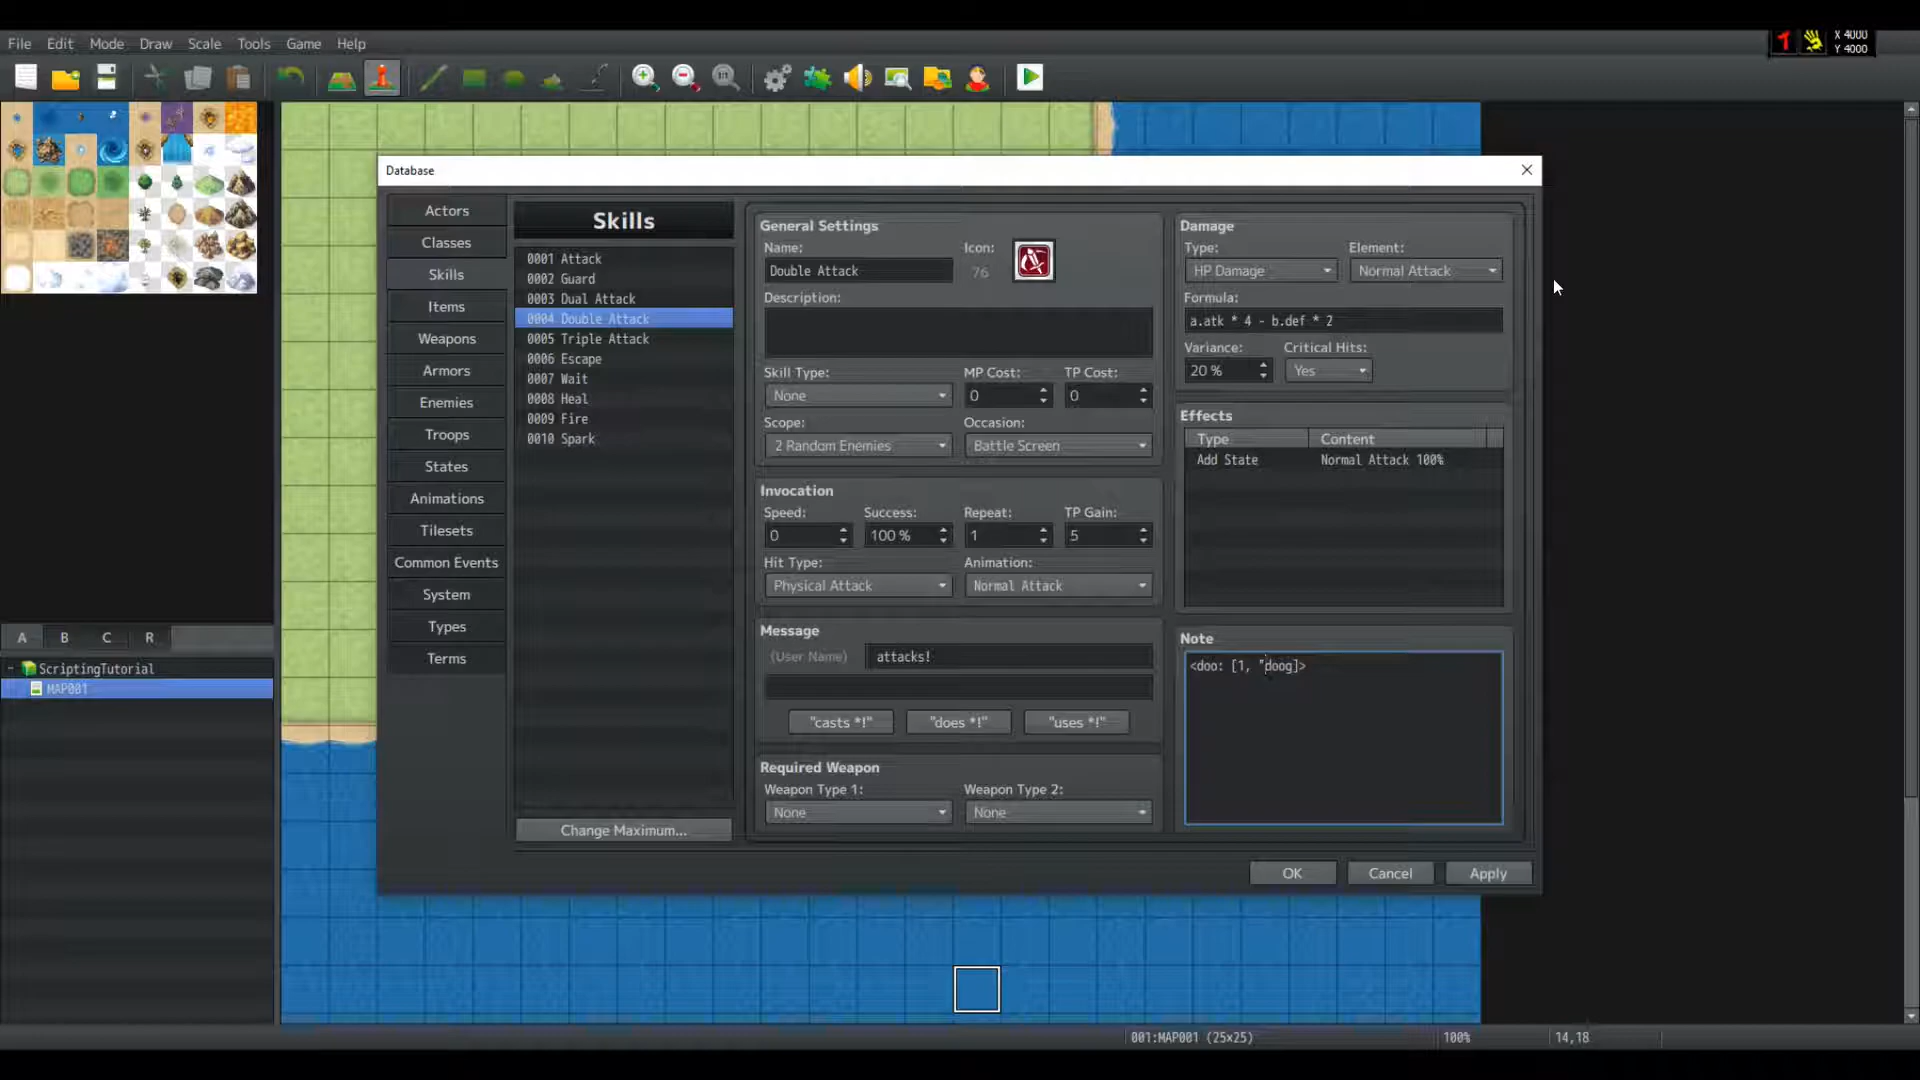 X 4000
Y 4000
File Edit Mode Draw Scale Tools Game Help
Database
Actors
Classes
Skills
Items
Weapons
Armors
Enemies
Troops
States
Animations
Tilesets
Common Events
System
Types
Terms
Skills
0001 Attack
0002 Guard
0003 Dual Attack
0004 Double Attack
0005 Triple Attack
0006 Escape
0007 Wait
0008 Heal
0009 Fire
0010 Spark
Change Maximum...
General Settings
Name: Icon:
Double Attack 76
Description:
Skill Type: MP Cost: TP Cost:
None 0 0
Scope: Occasion:
2 Random Enemies Battle Screen
Invocation
Speed: Success: Repeat: TP Gain:
0 100 % 1 5
Hit Type: Animation:
Physical Attack Normal Attack
Message
(User Name) attacks!
"casts *!" "does *!" "uses *!"
Required Weapon
Weapon Type 1: Weapon Type 2:
None None
Damage
Type: Element:
HP Damage Normal Attack
Formula:
a.atk * 4 - b.def * 2
Variance: Critical Hits:
20 % Yes
Effects
Type Content
Add State Normal Attack 100%
Note
<doo: [1, "doog]>
OK Cancel Apply
A B C R
ScriptingTutorial
MAP001
001:MAP001 (25x25) 100% 14,18